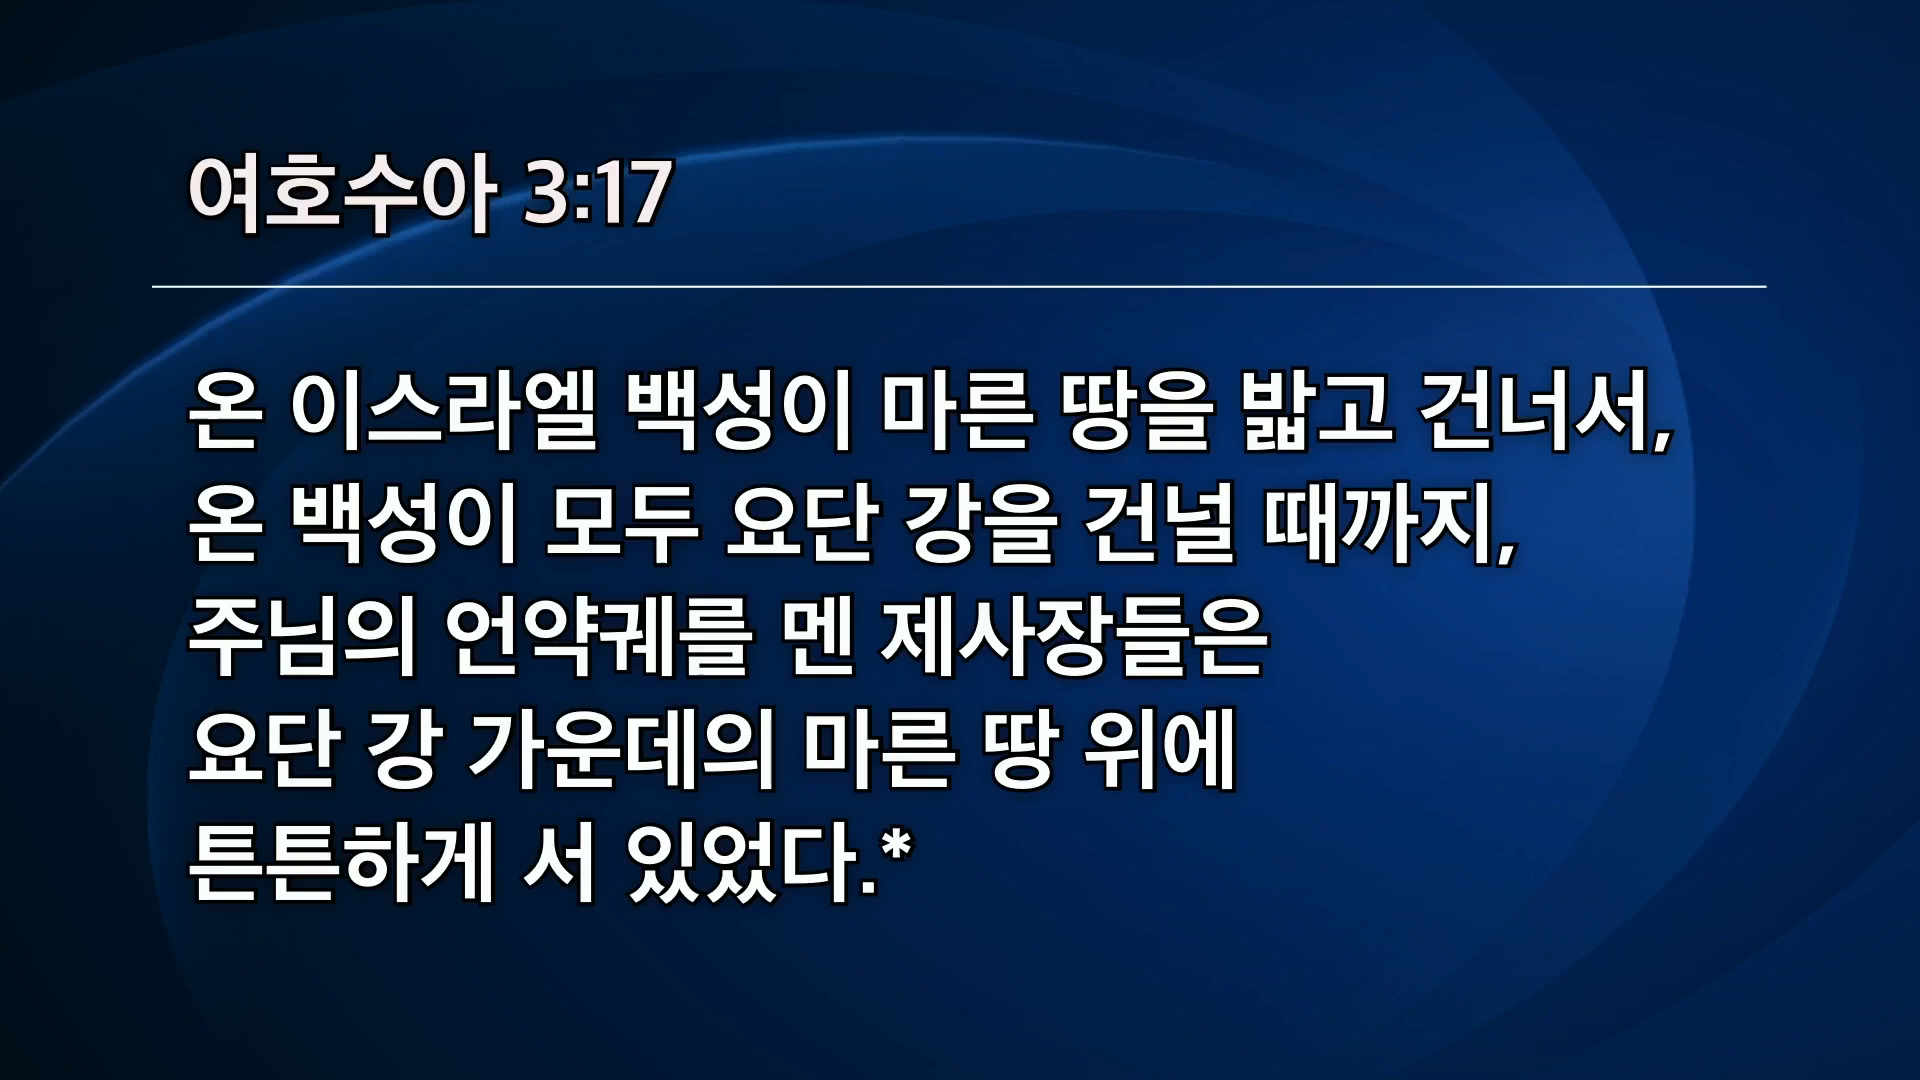 여호수아 3:17
온 이스라엘 백성이 마른 땅을 밟고 건너서,
온 백성이 모두 요단 강을 건널 때까지,
주님의 언약궤를 멘 제사장들은
요단 강 가운데의 마른 땅 위에
튼튼하게 서 있었다.*